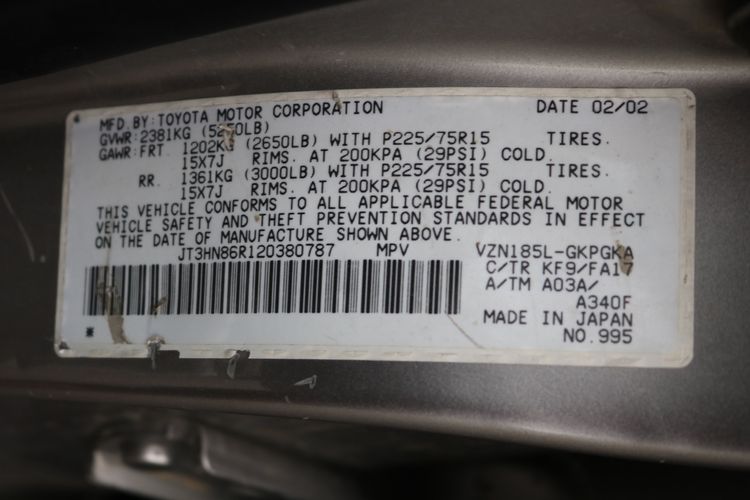 MFD. BY: TOYOTA MOTOR CORPORATION DATE 02/02
GVWR: 2381KG (5250LB)
GAWR: FRT. 1202KG (2650LB) WITH P225/75R15 TIRES.
15X7J RIMS. AT 200KPA (29PSI) COLD.
RR. 1361KG (3000LB) WITH P225/75R15 TIRES.
15X7J RIMS. AT 200KPA (29PSI) COLD.
THIS VEHICLE CONFORMS TO ALL APPLICABLE FEDERAL MOTOR
VEHICLE SAFETY AND THEFT PREVENTION STANDARDS IN EFFECT
ON THE DATE OF MANUFACTURE SHOWN ABOVE.
JT3HN86R120380787 MPV VZN185L-GKPGKA
C/TR KF9/FA17
A/TM A03A/
A340F
MADE IN JAPAN
NO.995